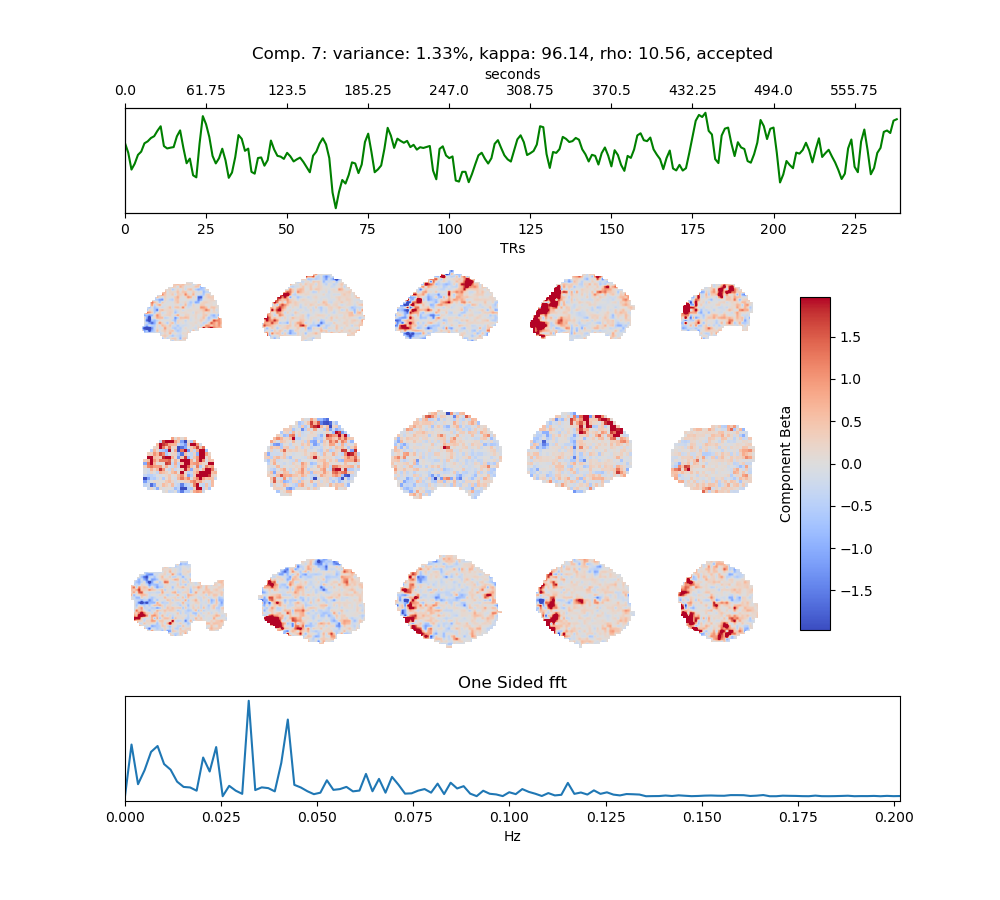 Comp. 7: variance: 1.33%, kappa: 96.14, rho: 10.56, accepted
seconds
0.0 61.75 123.5 185.25 247.0 308.75 370.5 432.25 494.0 555.75
0 25 50 75 100 125 150 175 200 225
TRs
1.5
1.0
0.5
0.0
−0.5
−1.0
−1.5
Component Beta
One Sided fft
0.000 0.025 0.050 0.075 0.100 0.125 0.150 0.175 0.200
Hz